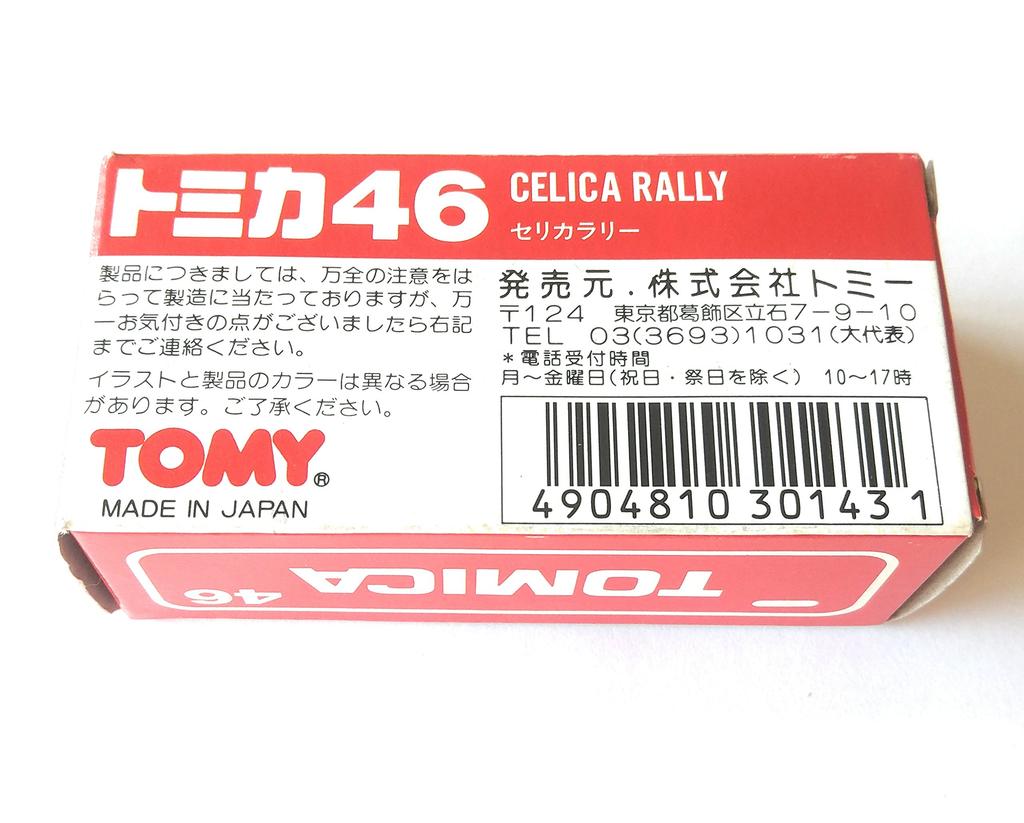 トミカ46 CELICA RALLY
セリカラリー
製品につきましては、万全の注意をは
らって製造に当だっておりますが、万
一お気付きの点がございましたら右記
までご連絡ください。
イラストと製品のカラーは異なる場合
があります。ご了承ください。
TOMY®
MADE IN JAPAN
発売元.株式会社トミー
〒124 東京都葛飾区立石7-9-10
TEL 03(3693)1031(大代表)
*電話受付時間
月〜金曜日(祝日・祭日を除く) 10〜17時
4904810 301431
TOMICA
46